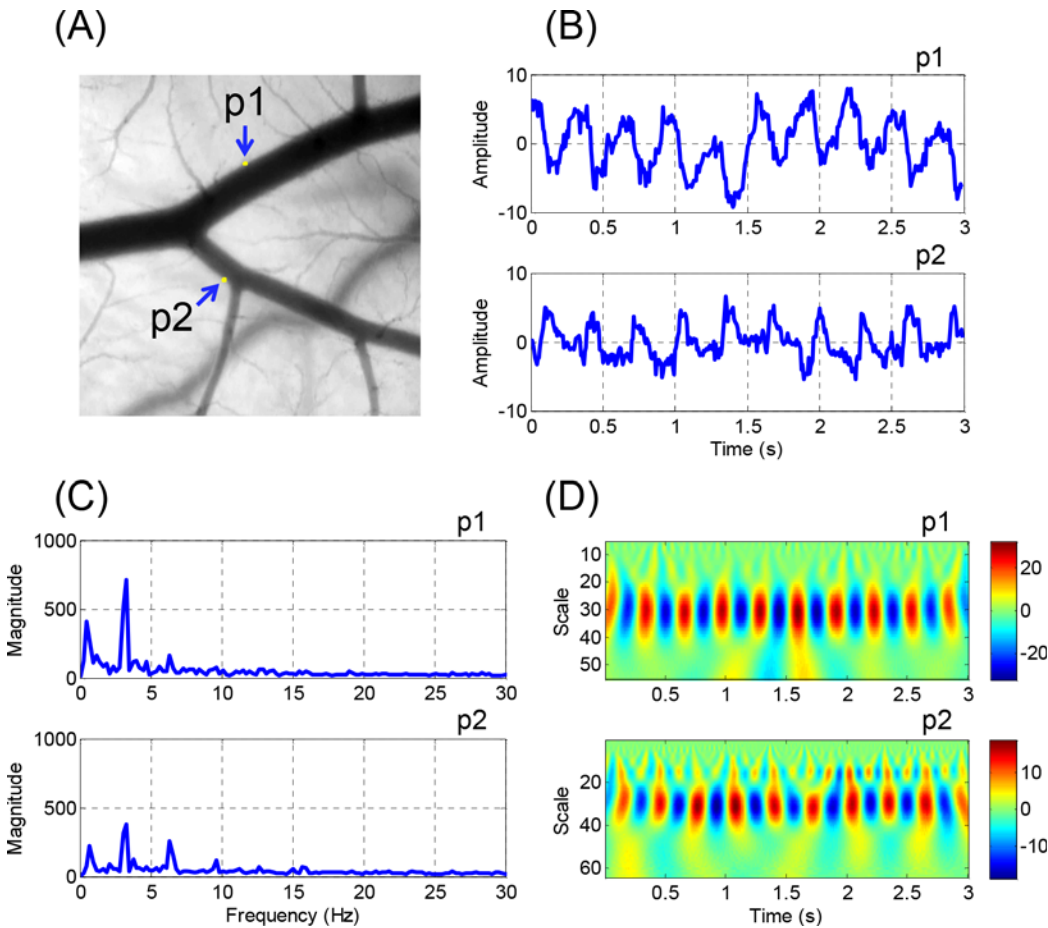 (A)
p1
p2
(B)
p1
Amplitude
10
0
-10
0 0.5 1 1.5 2 2.5 3
p2
Amplitude
10
0
-10
0 0.5 1 1.5 2 2.5 3
Time (s)
(C)
p1
Magnitude
1000
500
0
0 5 10 15 20 25 30
p2
Magnitude
1000
500
0
0 5 10 15 20 25 30
Frequency (Hz)
(D)
p1
Scale
10
20
30
40
50
0.5 1 1.5 2 2.5 3
20
0
-20
p2
Scale
20
40
60
0.5 1 1.5 2 2.5 3
Time (s)
10
0
-10